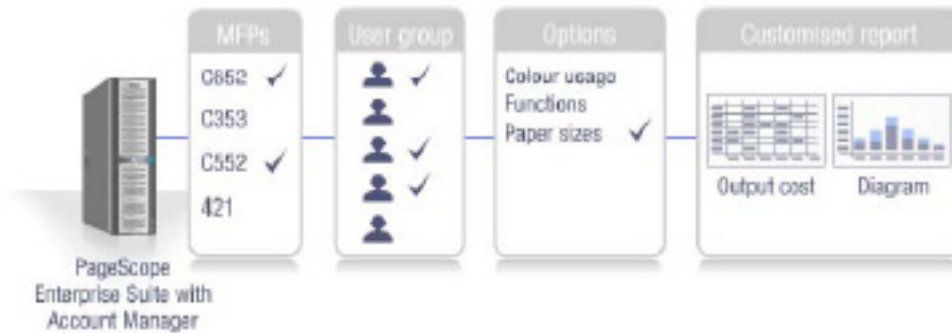 MFPs
C652
C353
C552
421
User group
Options
Colour usage
Functions
Paper sizes
Customised report
Output cost
Diagram
PageScope
Enterprise Suite with
Account Manager